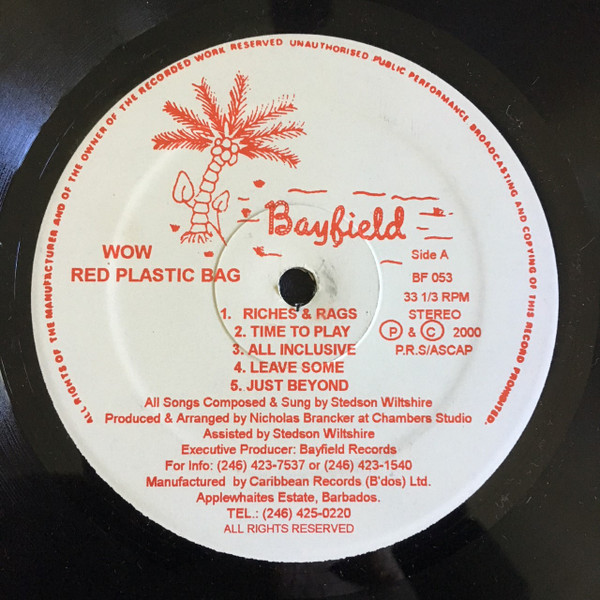 ALL RIGHTS OF THE MANUFACTURER AND OF THE OWNER OF THE RECORDED WORK RESERVED UNAUTHORISED PUBLIC PERFORMANCE BROADCASTING AND COPYING OF THIS RECORD PROHIBITED.
Bayfield
WOW
RED PLASTIC BAG
Side A
BF 053
33 1/3 RPM
STEREO
Ⓟ & © 2000
P.R.S/ASCAP
1. RICHES & RAGS
2. TIME TO PLAY
3. ALL INCLUSIVE
4. LEAVE SOME
5. JUST BEYOND
All Songs Composed & Sung by Stedson Wiltshire
Produced & Arranged by Nicholas Brancker at Chambers Studio
Assisted by Stedson Wiltshire
Executive Producer: Bayfield Records
For Info: (246) 423-7537 or (246) 423-1540
Manufactured by Caribbean Records (B'dos) Ltd.
Applewhaites Estate, Barbados.
TEL.: (246) 425-0220
ALL RIGHTS RESERVED